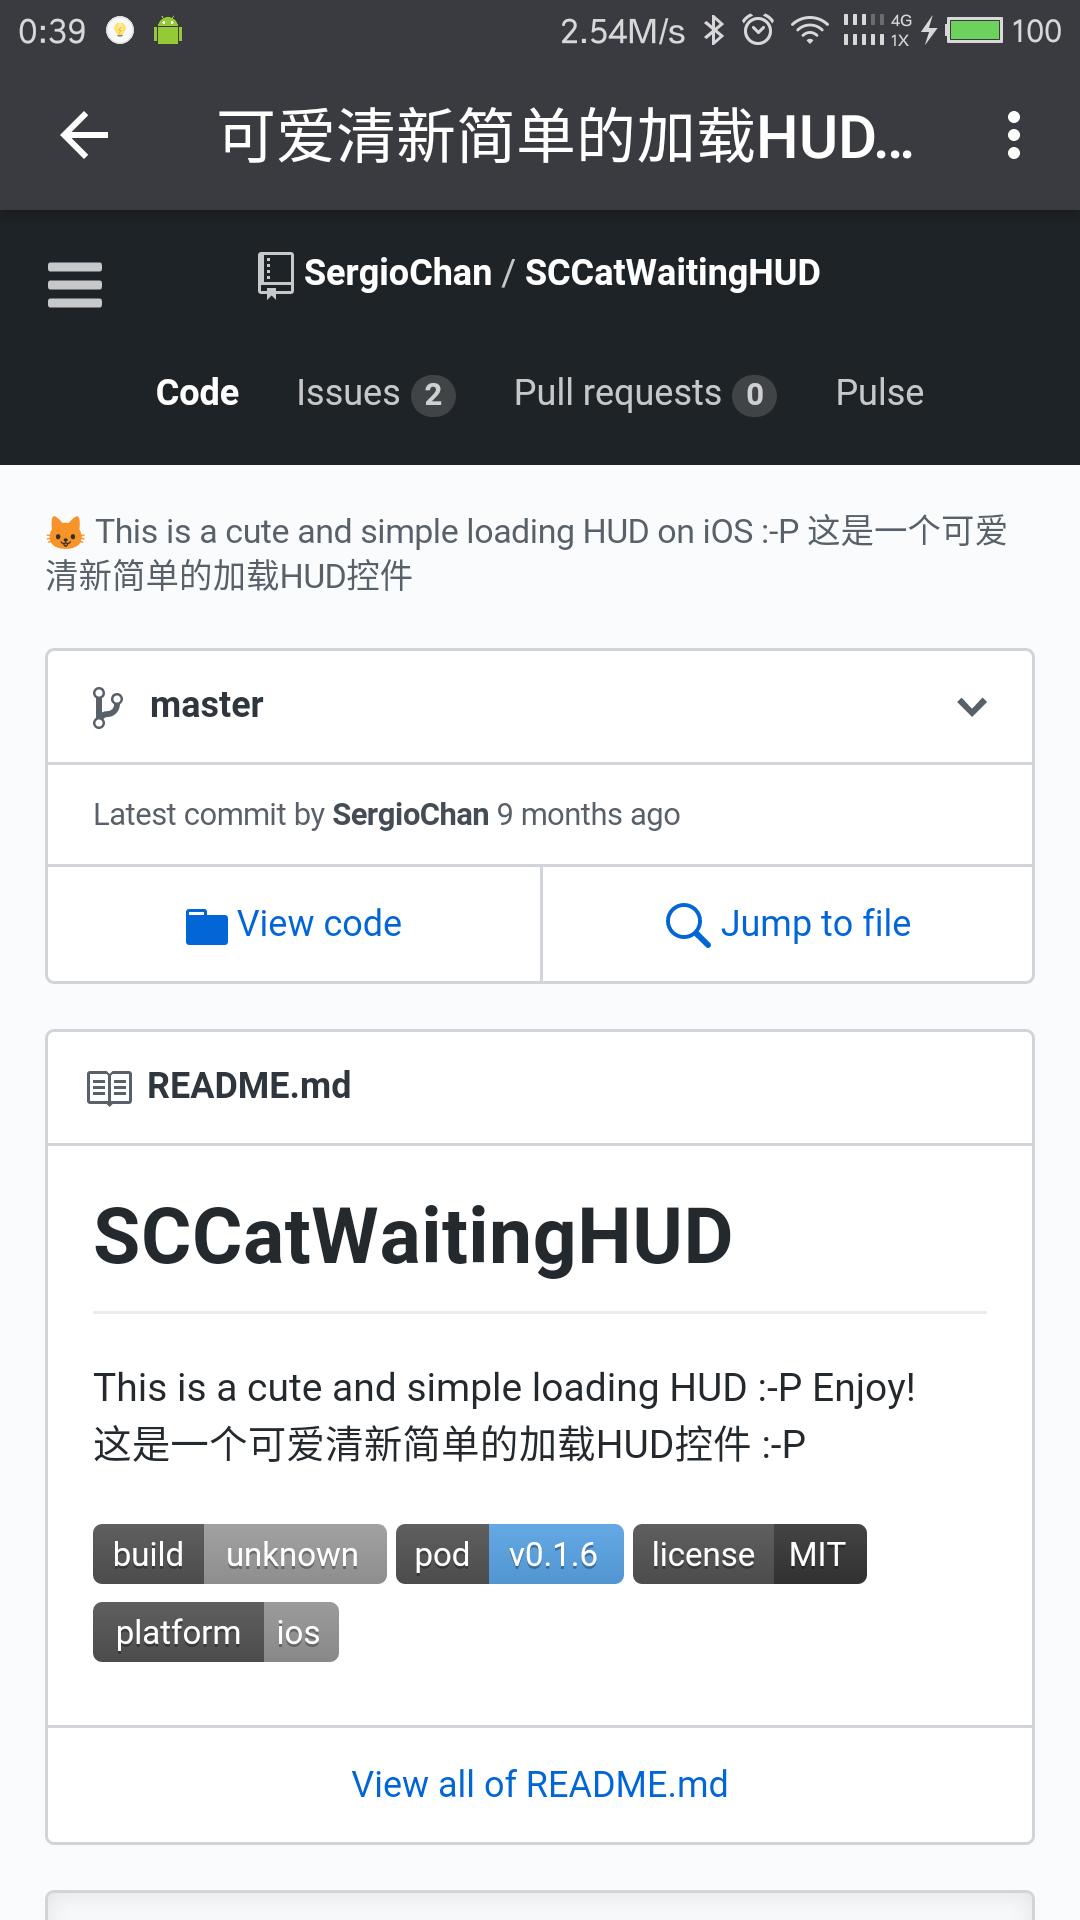 0:39 2.54M/s 4G 1X 100
可爱清新简单的加载HUD...
SergioChan / SCCatWaitingHUD
Code Issues 2 Pull requests 0 Pulse
😺 This is a cute and simple loading HUD on iOS :-P 这是一个可爱
清新简单的加载HUD控件
master
Latest commit by SergioChan 9 months ago
View code Jump to file
README.md
SCCatWaitingHUD
This is a cute and simple loading HUD :-P Enjoy!
这是一个可爱清新简单的加载HUD控件 :-P
build unknown pod v0.1.6 license MIT
platform ios
View all of README.md